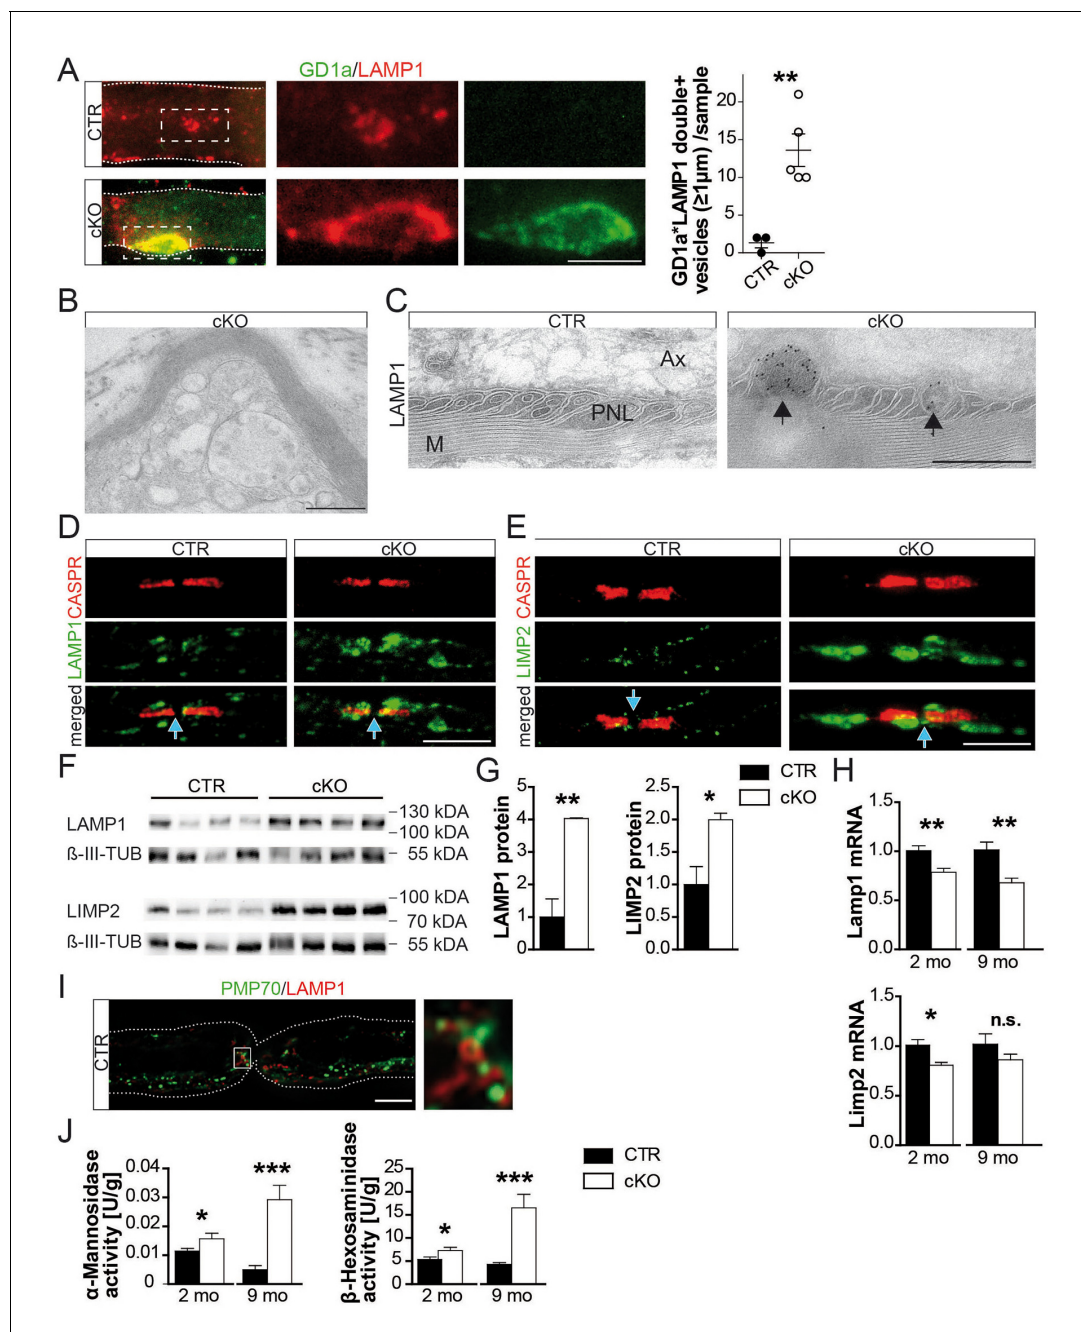 A
GD1a/LAMP1
CTR
cKO
GD1a*LAMP1 double+
vesicles (≥1µm) /sample
20
15
10
5
0
**
CTR
cKO
B
cKO
C
CTR
cKO
LAMP1
Ax
PNL
M
D
CTR
cKO
CASPR
LAMP1
merged
E
CTR
cKO
CASPR
LIMP2
merged
F
CTR
cKO
LAMP1
130 kDA
100 kDA
ß-III-TUB
55 kDA
LIMP2
100 kDA
70 kDA
ß-III-TUB
55 kDA
G
LAMP1 protein
5
4
2
1
0
**
LIMP2 protein
2.5
2.0
1.5
1.0
0.5
0.0
*
CTR
cKO
H
Lamp1 mRNA
1.5
1.0
0.5
0.0
**
**
2 mo
9 mo
Limp2 mRNA
1.5
1.0
0.5
0.0
*
n.s.
2 mo
9 mo
I
PMP70/LAMP1
CTR
J
α-Mannosidase
activity [U/g]
0.04
0.03
0.02
0.01
0
*
***
2 mo
9 mo
β-Hexosaminidase
activity [U/g]
25
20
15
10
5
0
*
***
2 mo
9 mo
CTR
cKO